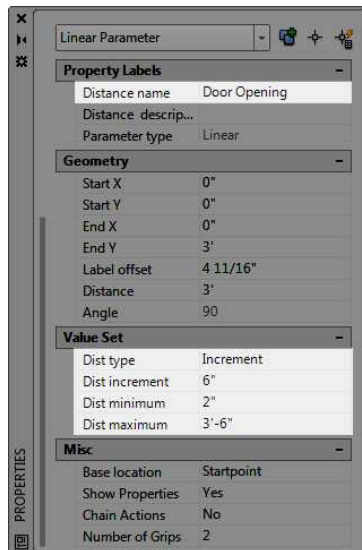 Linear Parameter
Property Labels
Distance name Door Opening
Distance descrip...
Parameter type Linear
Geometry
Start X 0"
Start Y 0"
End X 0"
End Y 3'
Label offset 4 11/16"
Distance 3'
Angle 90
Value Set
Dist type Increment
Dist increment 6"
Dist minimum 2"
Dist maximum 3'-6"
Misc
Base location Startpoint
Show Properties Yes
Chain Actions No
Number of Grips 2
PROPERTIES